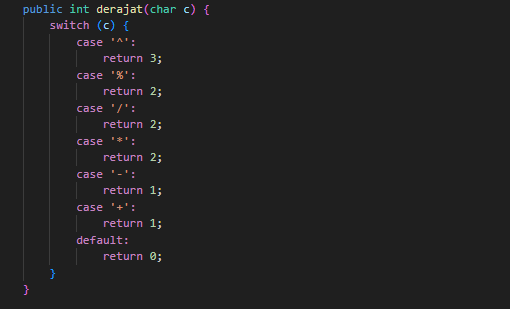 public int derajat(char c) {
switch (c) {
case '^':
return 3;
case '%':
return 2;
case '/':
return 2;
case '*':
return 2;
case '-':
return 1;
case '+':
return 1;
default:
return 0;
}
}